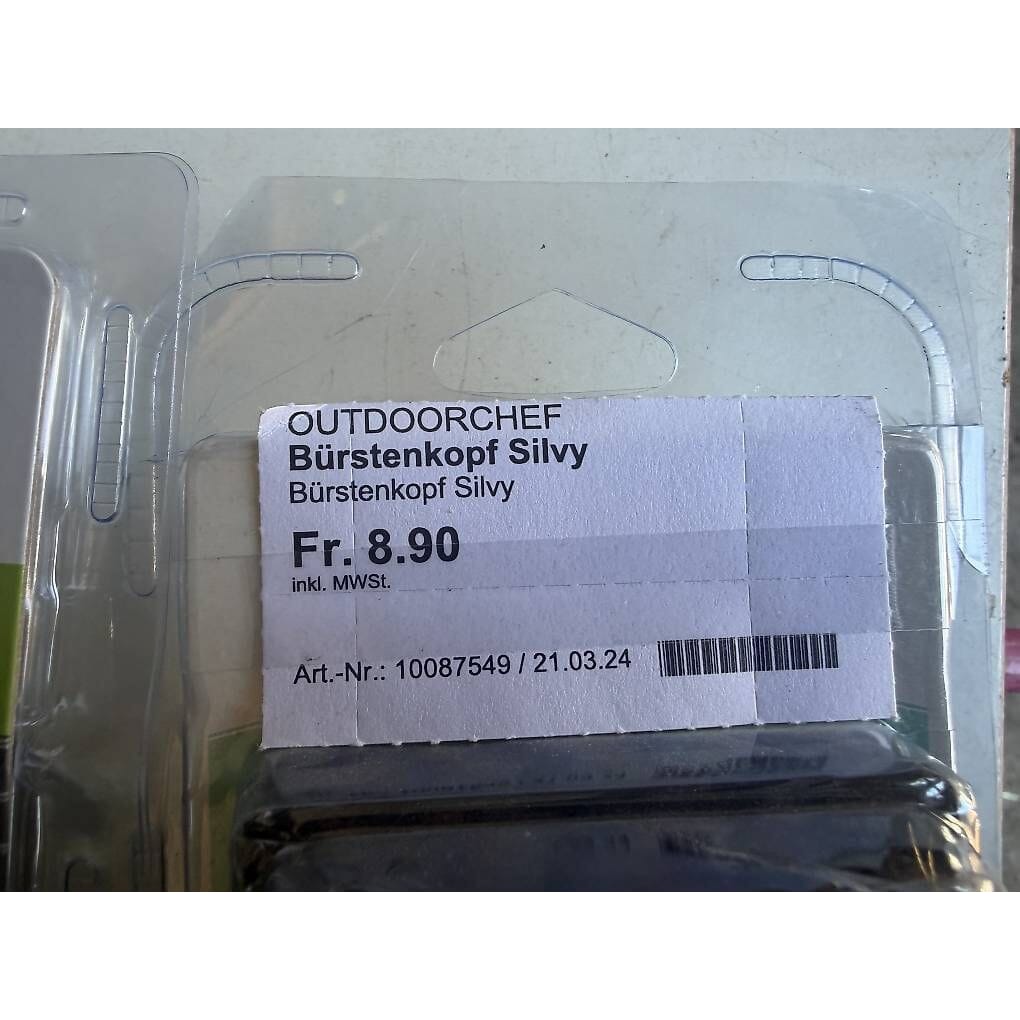 OUTDOORCHEF
Bürstenkopf Silvy
Bürstenkopf Silvy
Fr. 8.90
inkl. MWSt.
Art.-Nr.: 10087549 / 21.03.24